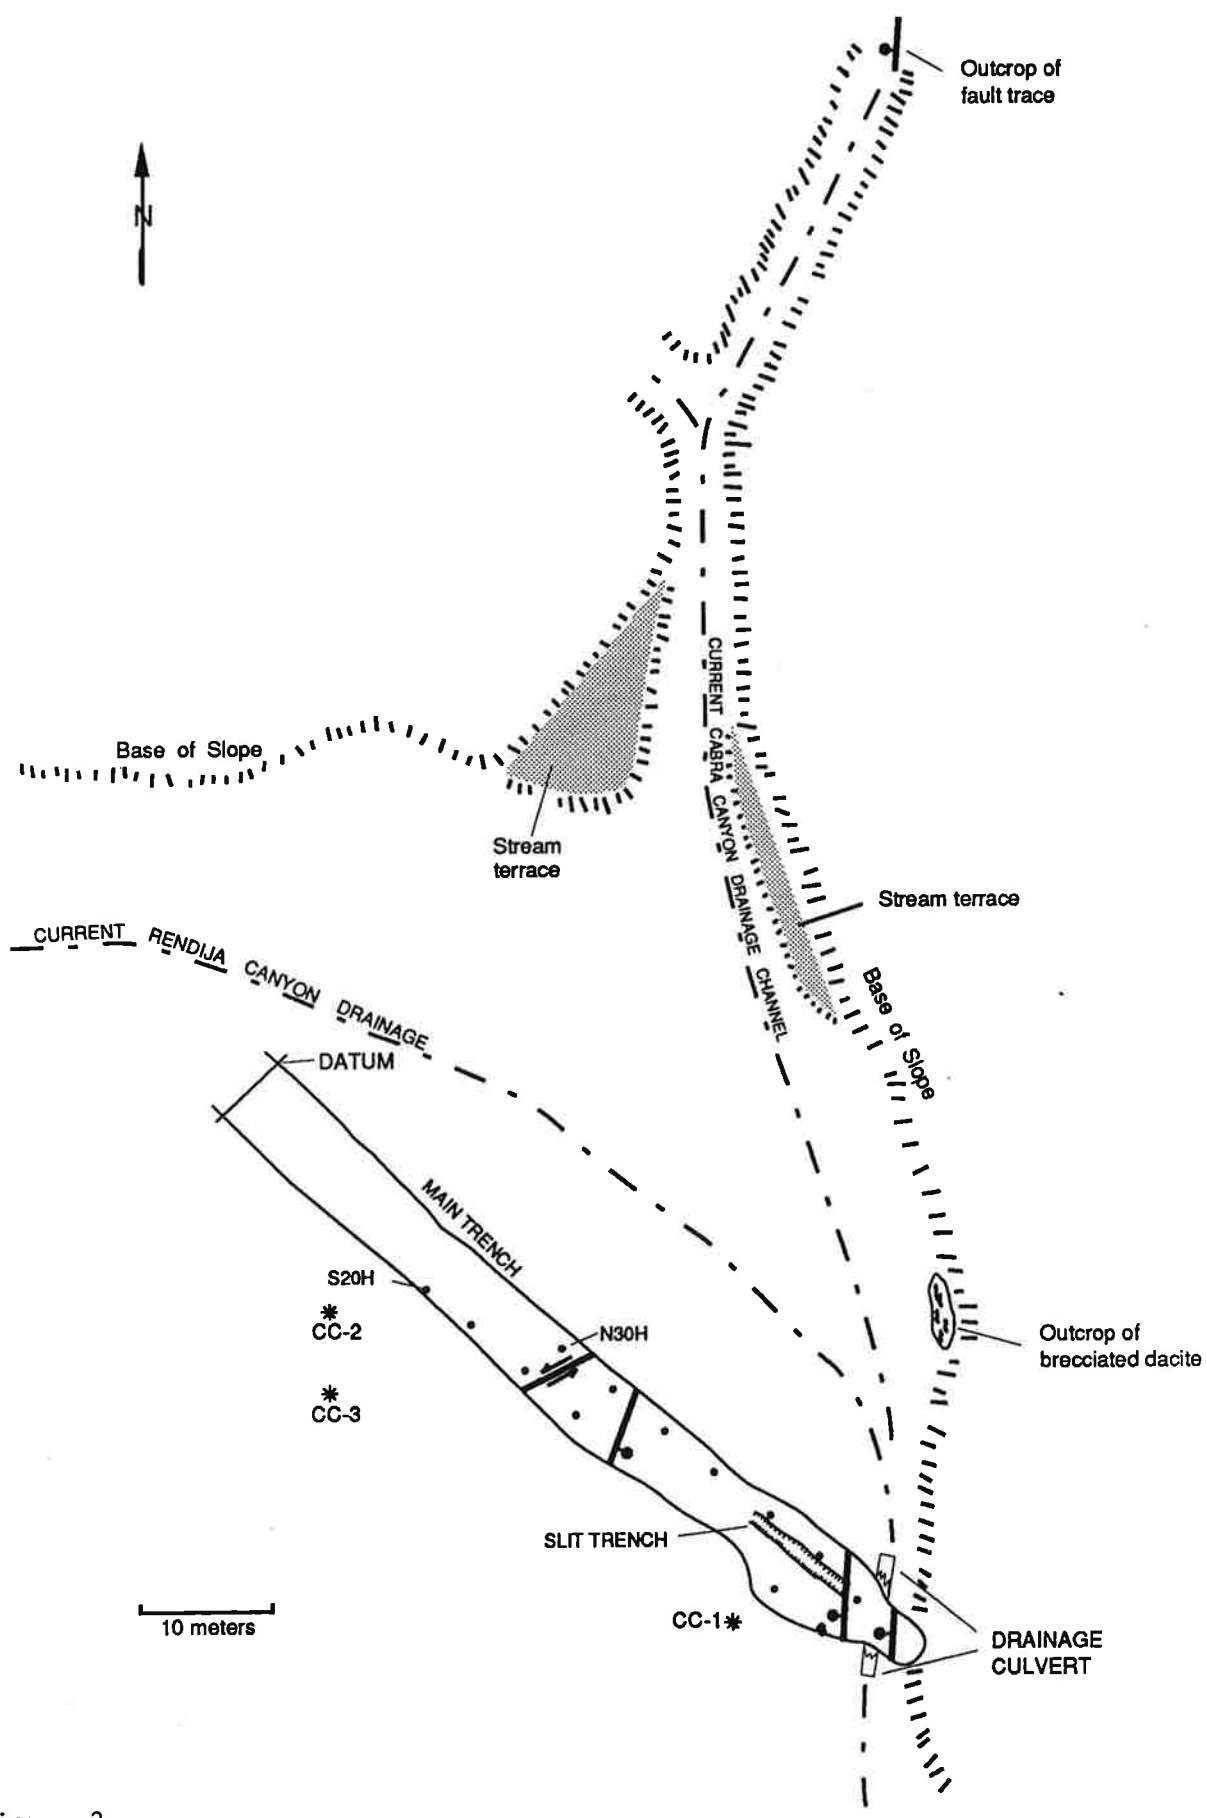 Outcrop of
fault trace
N
CURRENT CABRA CANYON DRAINAGE CHANNEL
Base of Slope
Stream
terrace
Stream terrace
CURRENT RENDIJA CANYON DRAINAGE
Base of Slope
DATUM
MAIN TRENCH
S20H
CC-2
N30H
Outcrop of
brecciated dacite
CC-3
SLIT TRENCH
10 meters
CC-1
DRAINAGE
CULVERT